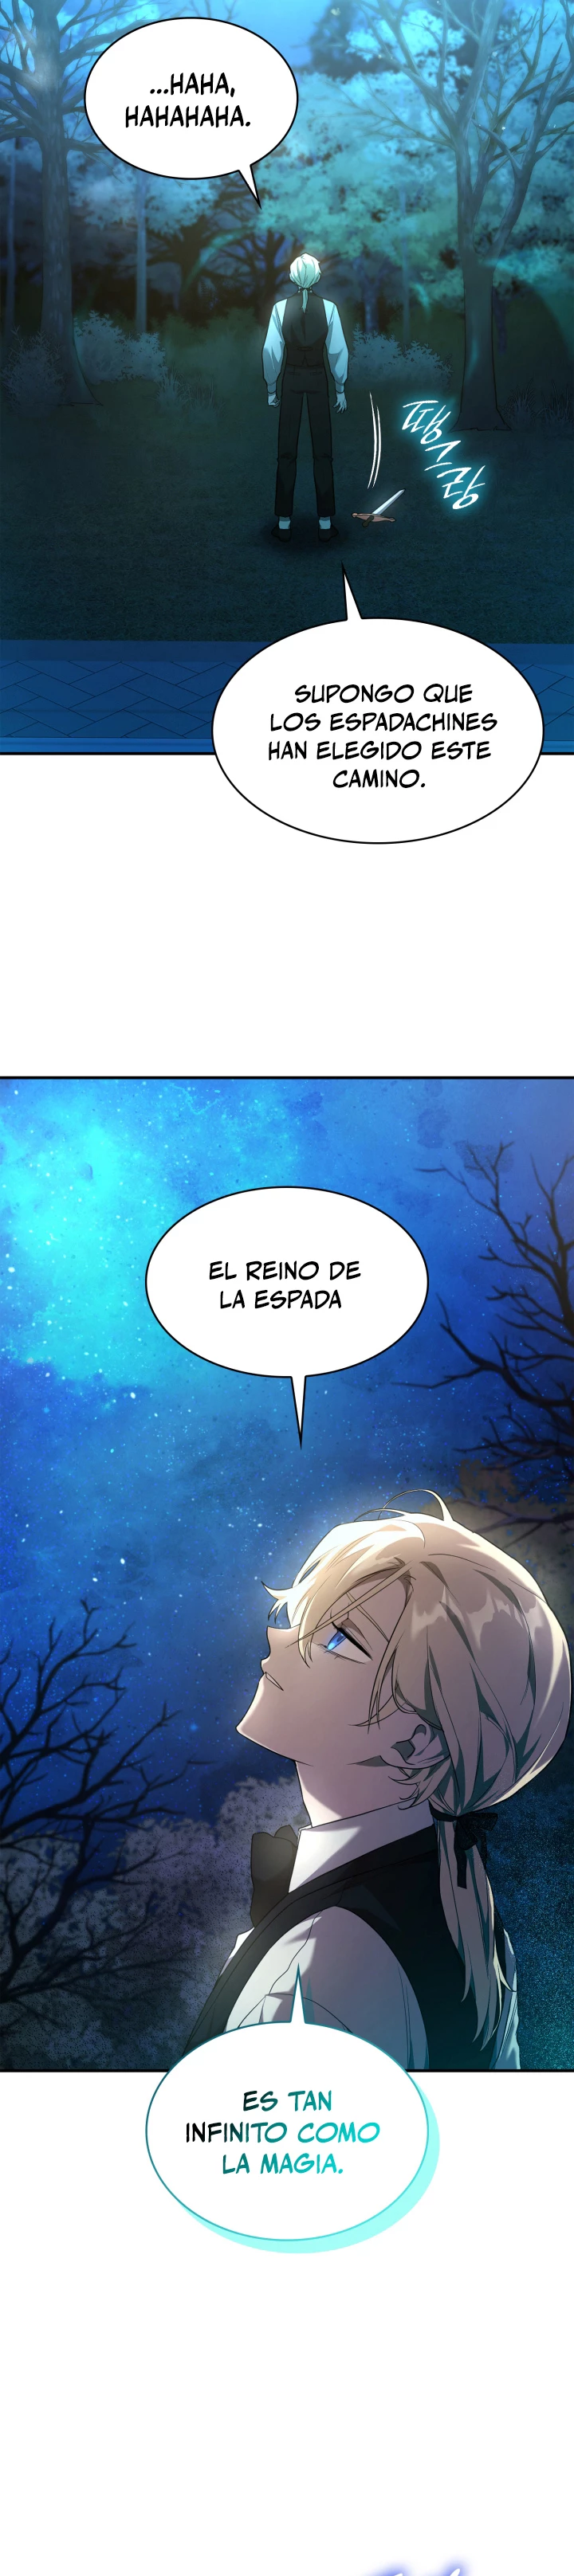 ...HAHA,
HAHAHAHA.
땡그랑
SUPONGO QUE
LOS ESPADACHINES
HAN ELEGIDO ESTE
CAMINO.
EL REINO DE
LA ESPADA
ES TAN
INFINITO COMO
LA MAGIA.